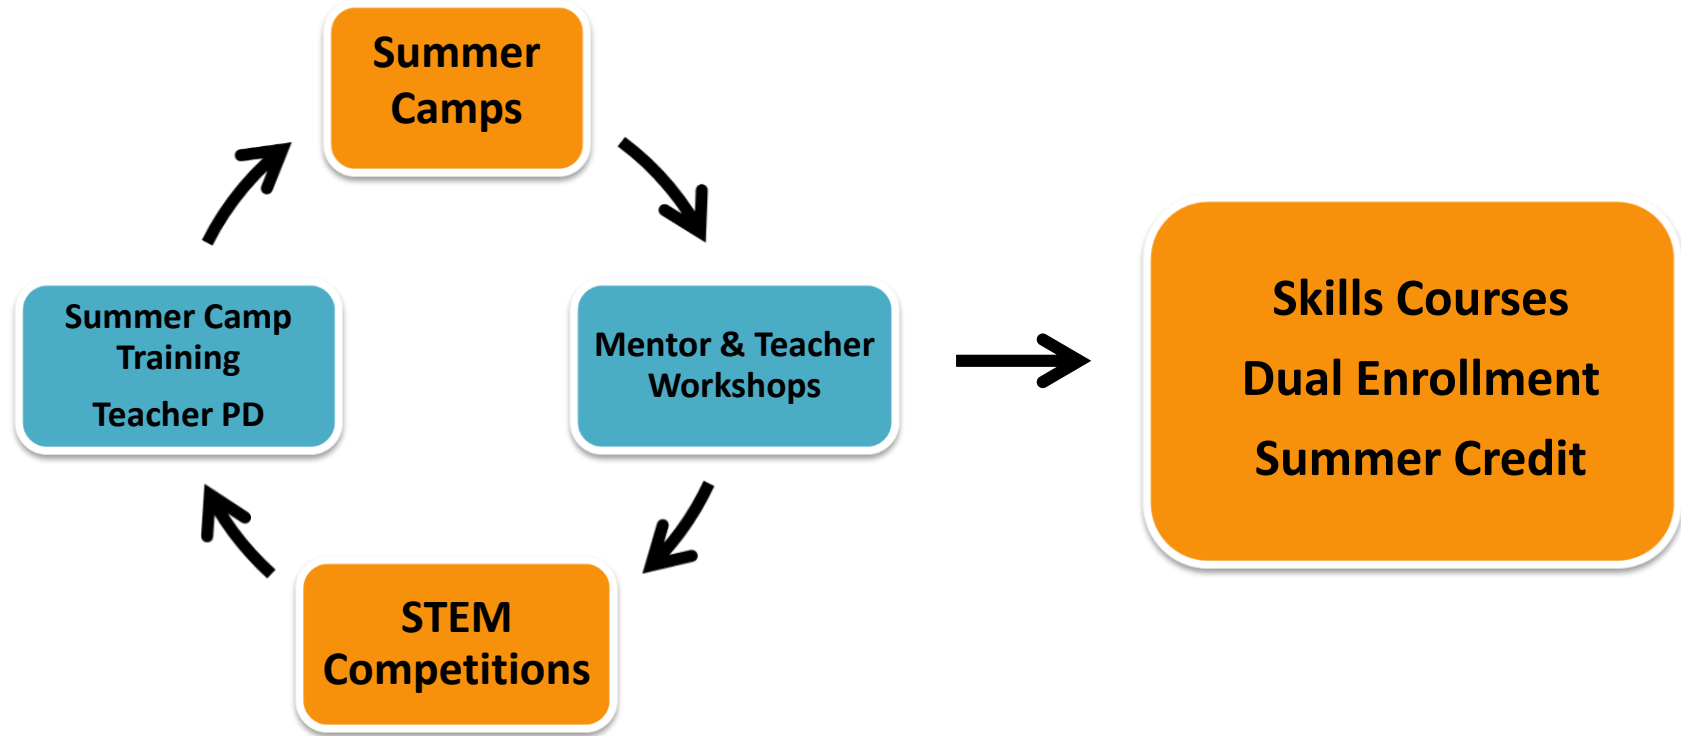 Summer
Camps
Summer Camp
Training
Teacher PD
Mentor & Teacher
Workshops
STEM
Competitions
Skills Courses
Dual Enrollment
Summer Credit